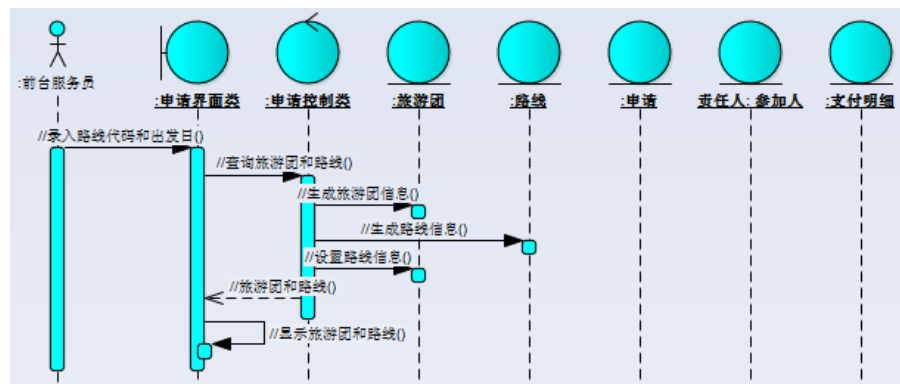 :前台服务员
:申请界面类
:申请控制类
:旅游团
:路线
:申请
责任人: 参加人
:支付明细
//录入路线代码和出发日()
//查询旅游团和路线()
//生成旅游团信息()
//生成路线信息()
//设置路线信息()
//旅游团和路线()
//显示旅游团和路线()